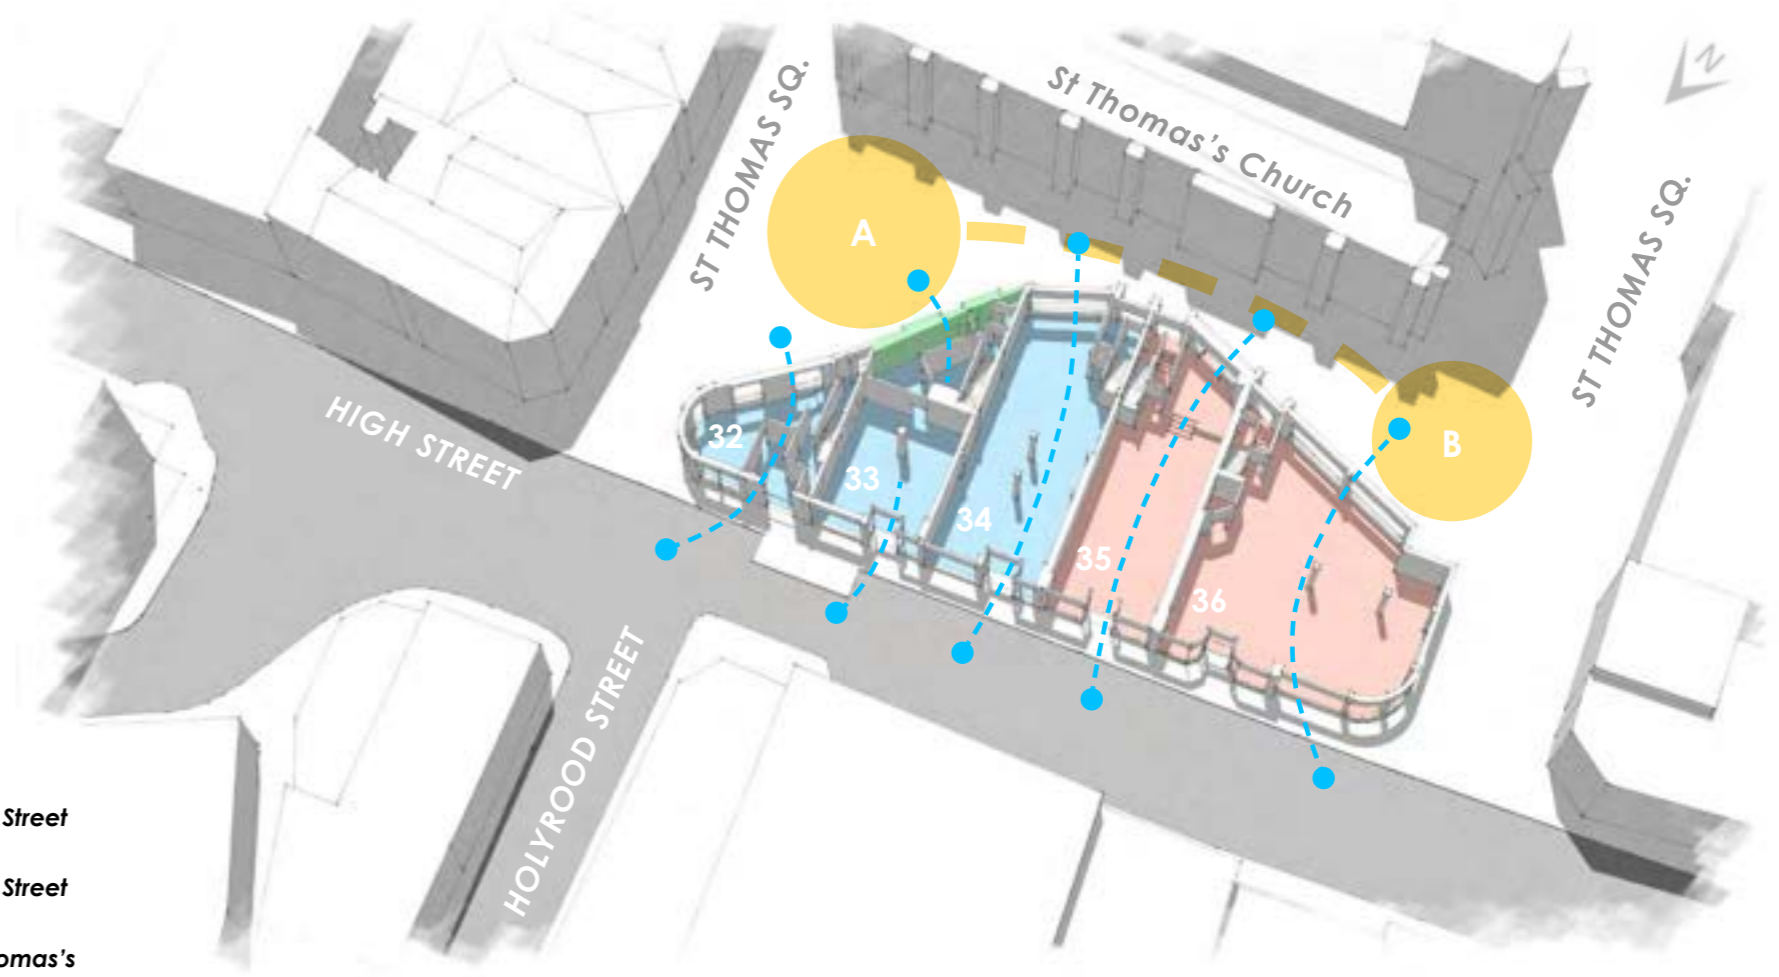 N
St Thomas's Church
ST THOMAS SQ.
ST THOMAS SQ.
A
B
HIGH STREET
32
33
34
35
36
HOLYROOD STREET
Street
Street
omas's